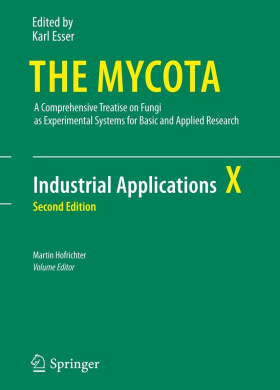 Edited by
Karl Esser
THE MYCOTA
A Comprehensive Treatise on Fungi
as Experimental Systems for Basic and Applied Research
Industrial Applications X
Second Edition
Martin Hofrichter
Volume Editor
Springer